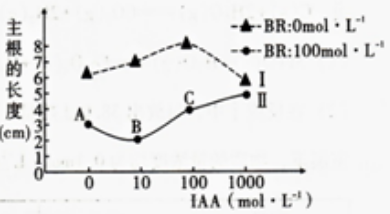 主根的长度
(cm)
8
7
6
5
4
3
2
1
0
▲ BR:0mol·L⁻¹
● BR:100mol·L⁻¹
A
B
C
I
II
0 10 100 1000
IAA(mol·L⁻¹)